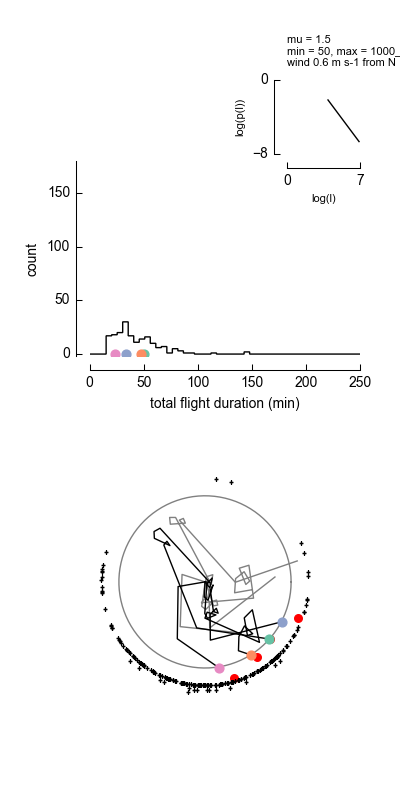 mu = 1.5
min = 50, max = 1000_
wind 0.6 m s-1 from N
0
−8
log(p(l))
0 7
log(l)
150
100
50
0
count
0 50 100 150 200 250
total flight duration (min)